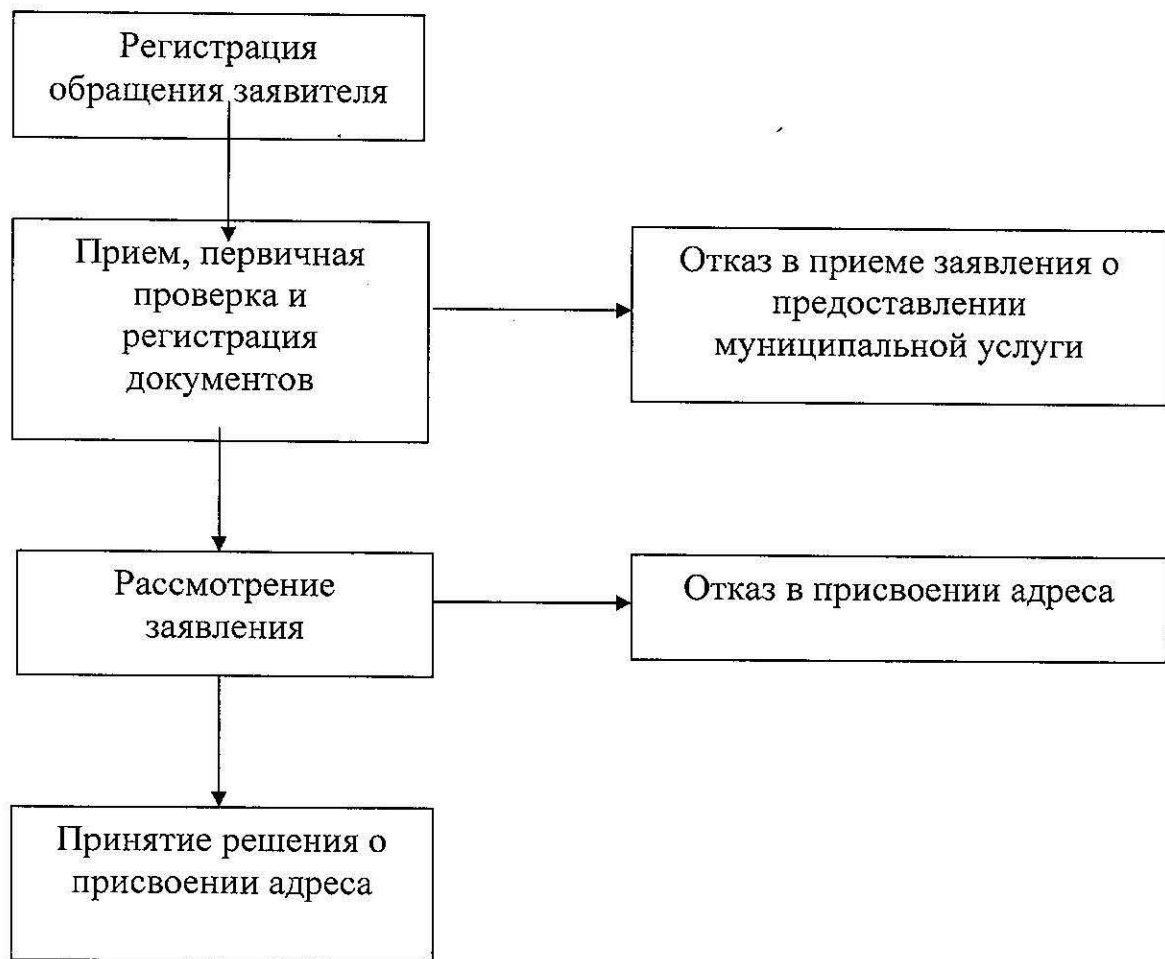 Регистрация
обращения заявителя
Прием, первичная
проверка и
регистрация
документов
Отказ в приеме заявления о
предоставлении
муниципальной услуги
Рассмотрение
заявления
Отказ в присвоении адреса
Принятие решения о
присвоении адреса